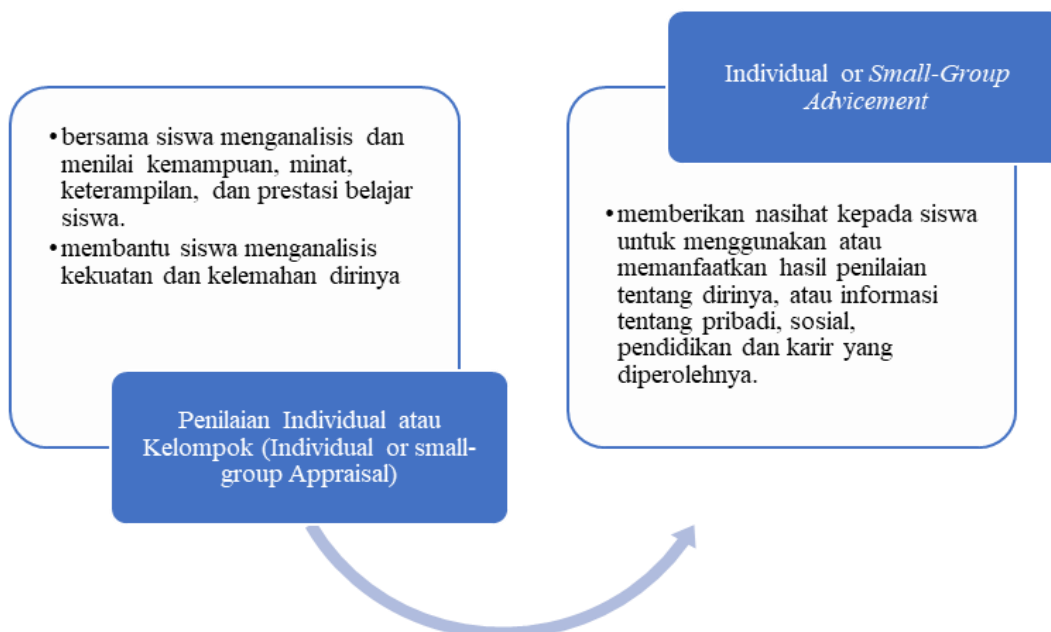 •bersama siswa menganalisis dan
menilai kemampuan, minat,
keterampilan, dan prestasi belajar
siswa.
•membantu siswa menganalisis
kekuatan dan kelemahan dirinya
Penilaian Individual atau
Kelompok (Individual or small-
group Appraisal)
Individual or Small-Group
Advicement
•memberikan nasihat kepada siswa
untuk menggunakan atau
memanfaatkan hasil penilaian
tentang dirinya, atau informasi
tentang pribadi, sosial,
pendidikan dan karir yang
diperolehnya.